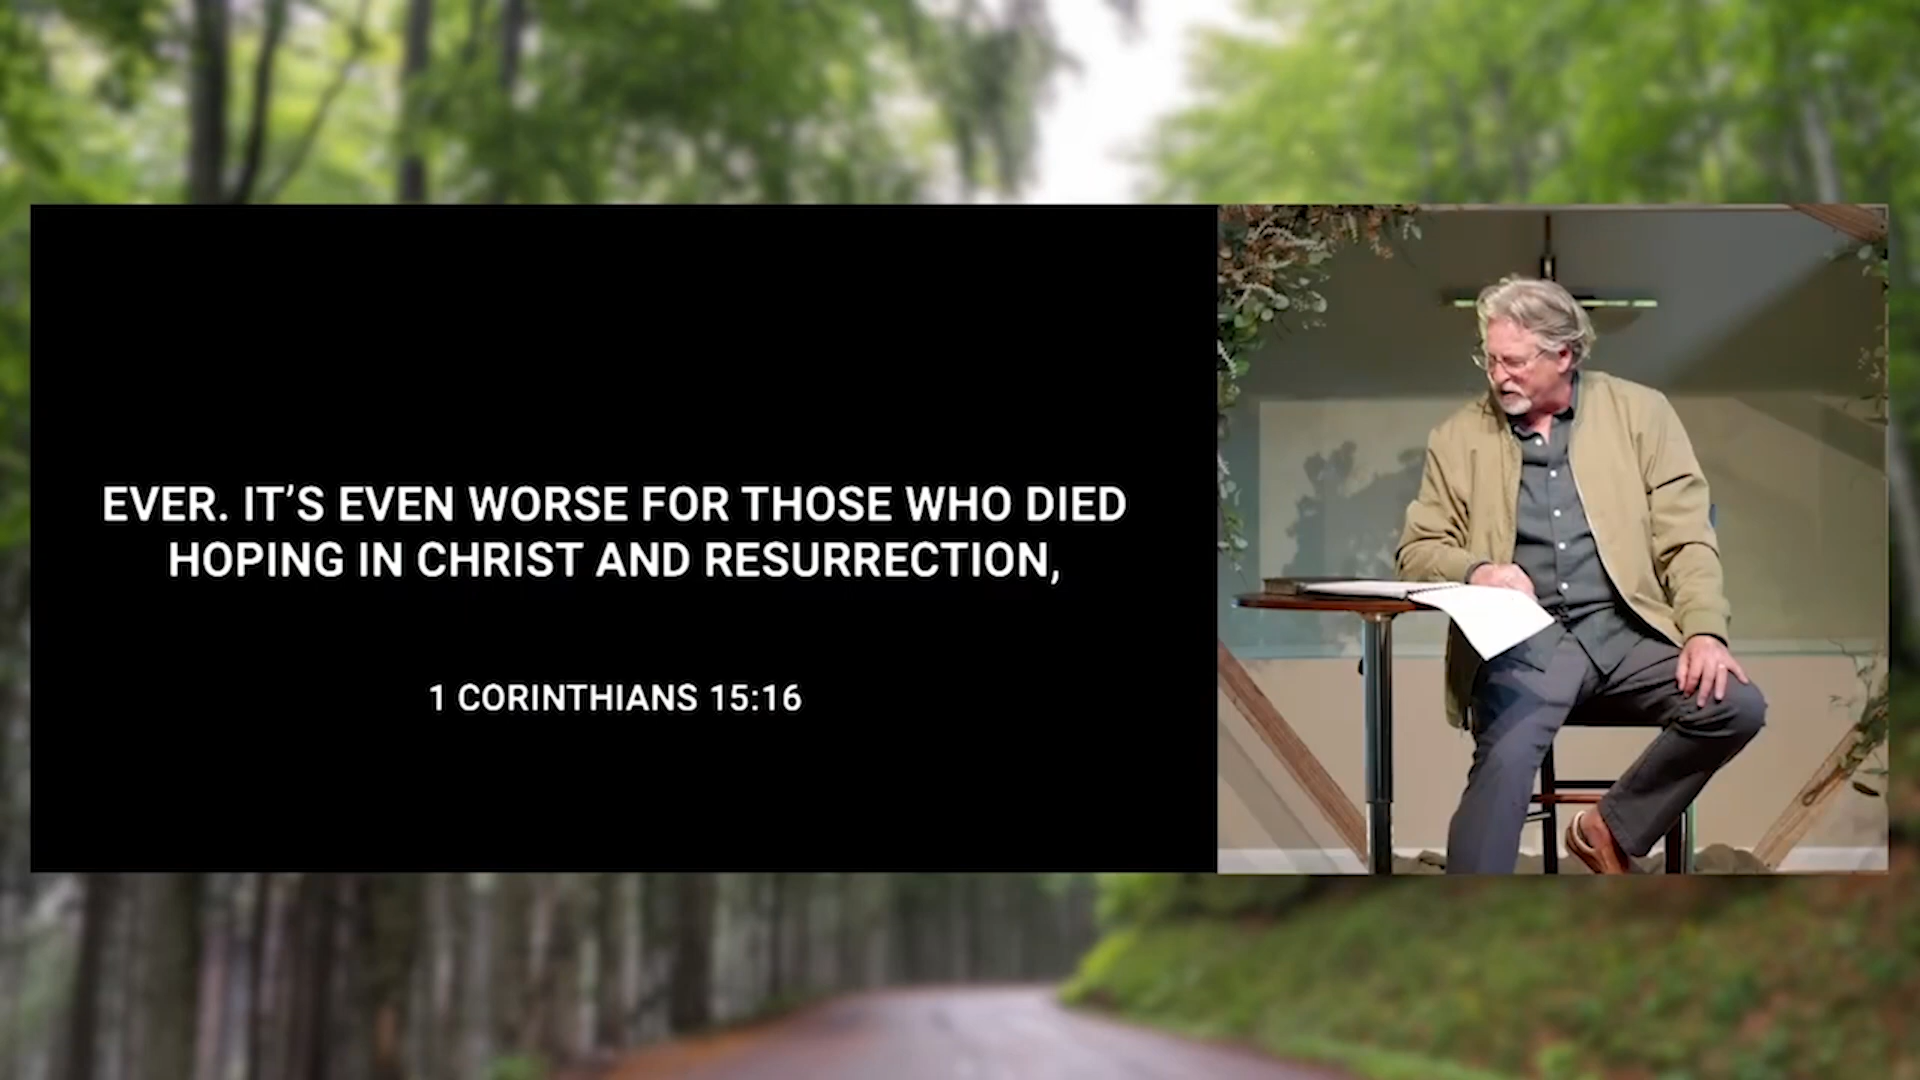 EVER. IT’S EVEN WORSE FOR THOSE WHO DIED
HOPING IN CHRIST AND RESURRECTION,
1 CORINTHIANS 15:16